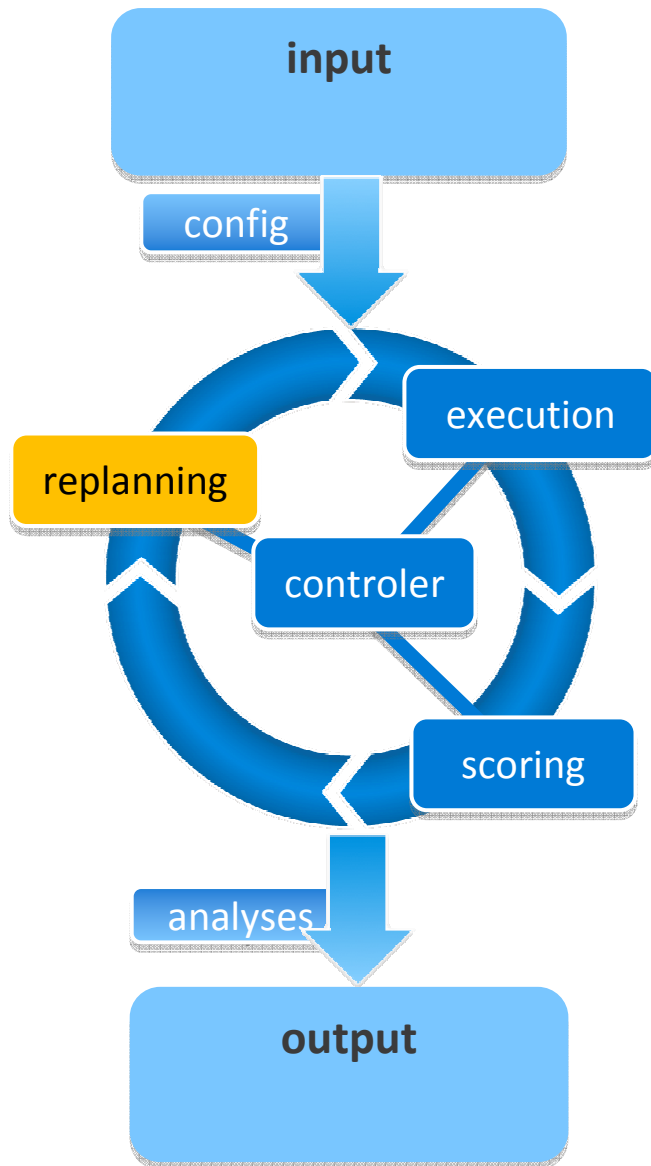 input
config
execution
replanning
controler
scoring
analyses
output